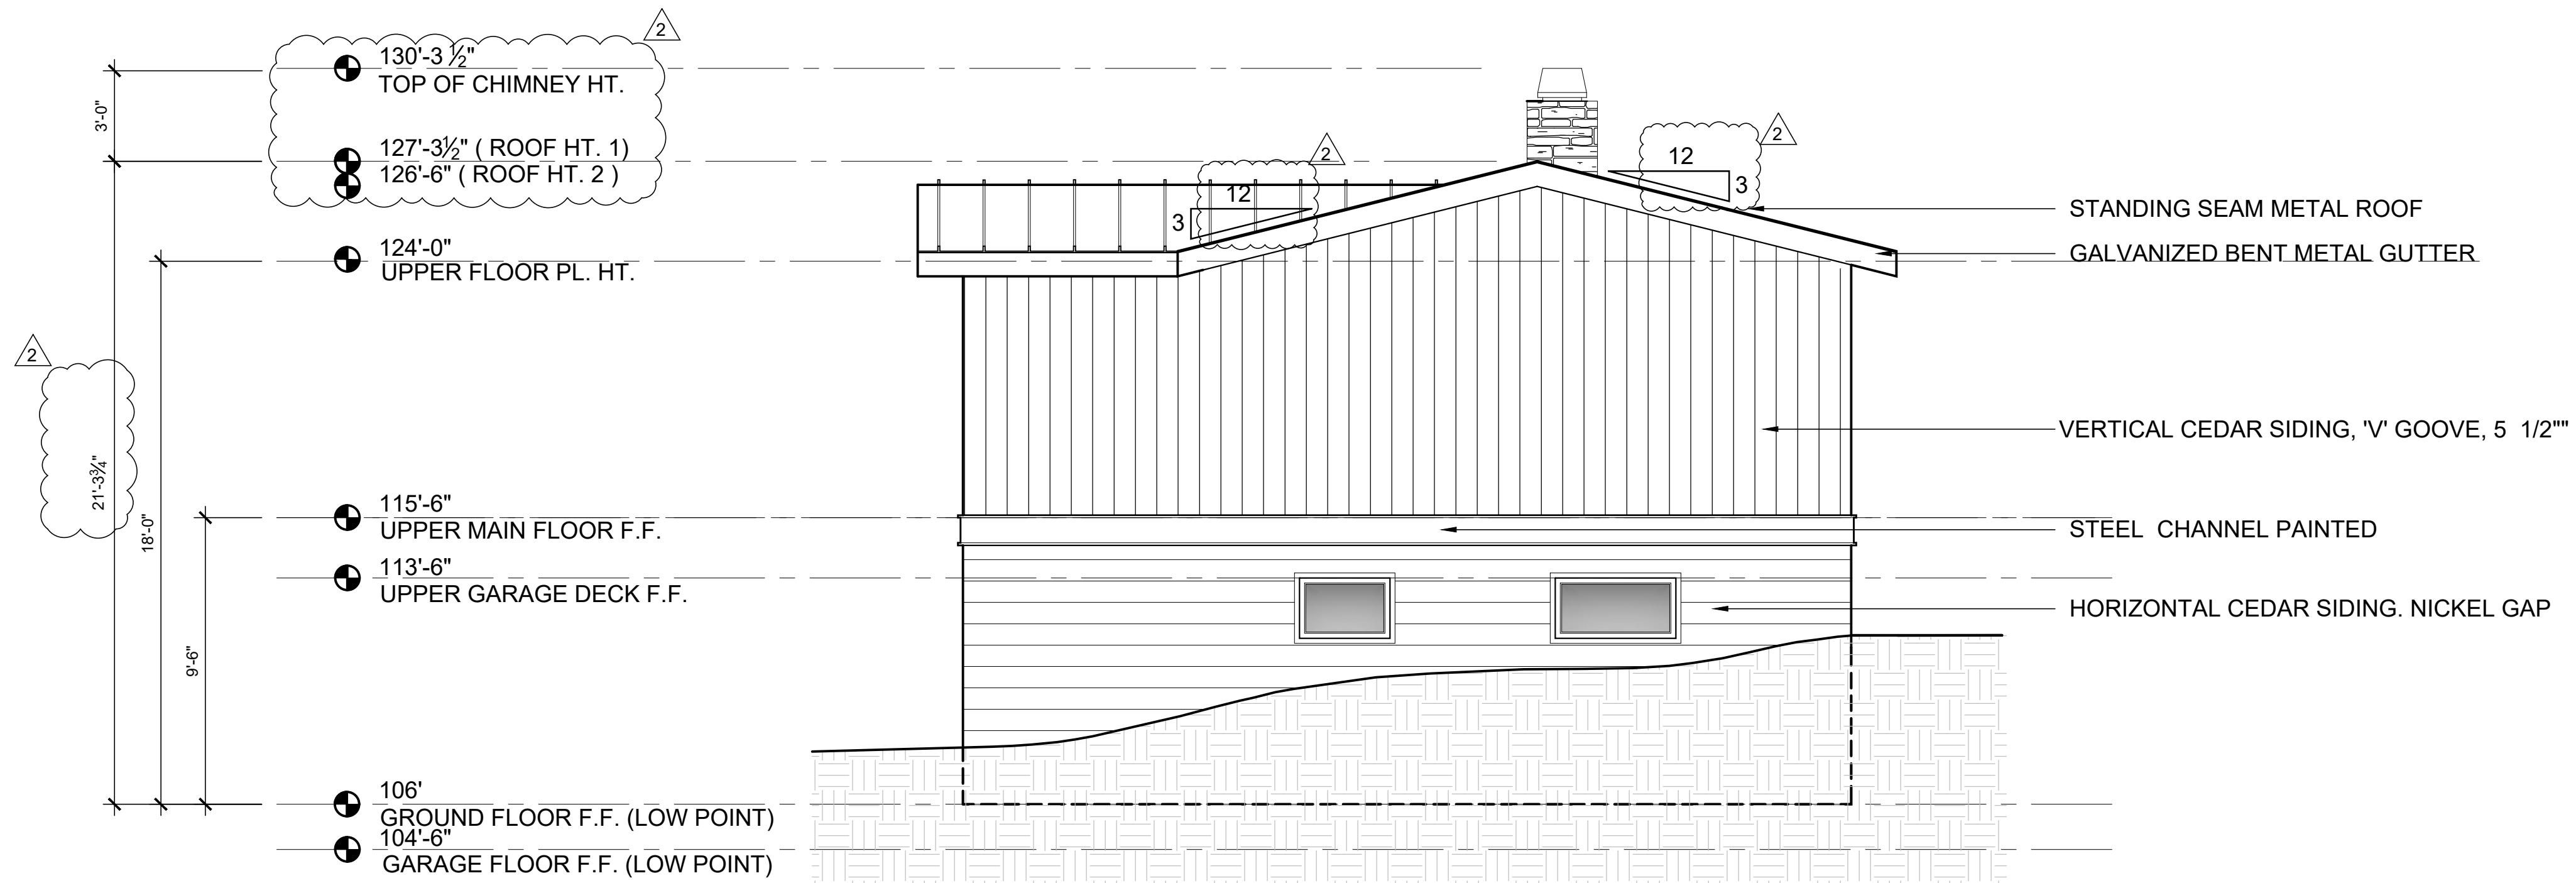 2
130'-3 ½"
TOP OF CHIMNEY HT.
3'-0"
127'-3½" ( ROOF HT. 1)
126'-6" ( ROOF HT. 2 )
2
12
3
2
12
3
STANDING SEAM METAL ROOF
124'-0"
UPPER FLOOR PL. HT.
GALVANIZED BENT METAL GUTTER
2
21'-3¾"
18'-0"
9'-6"
VERTICAL CEDAR SIDING, 'V' GOOVE, 5 1/2""
115'-6"
UPPER MAIN FLOOR F.F.
STEEL CHANNEL PAINTED
113'-6"
UPPER GARAGE DECK F.F.
HORIZONTAL CEDAR SIDING. NICKEL GAP
106'
GROUND FLOOR F.F. (LOW POINT)
104'-6"
GARAGE FLOOR F.F. (LOW POINT)